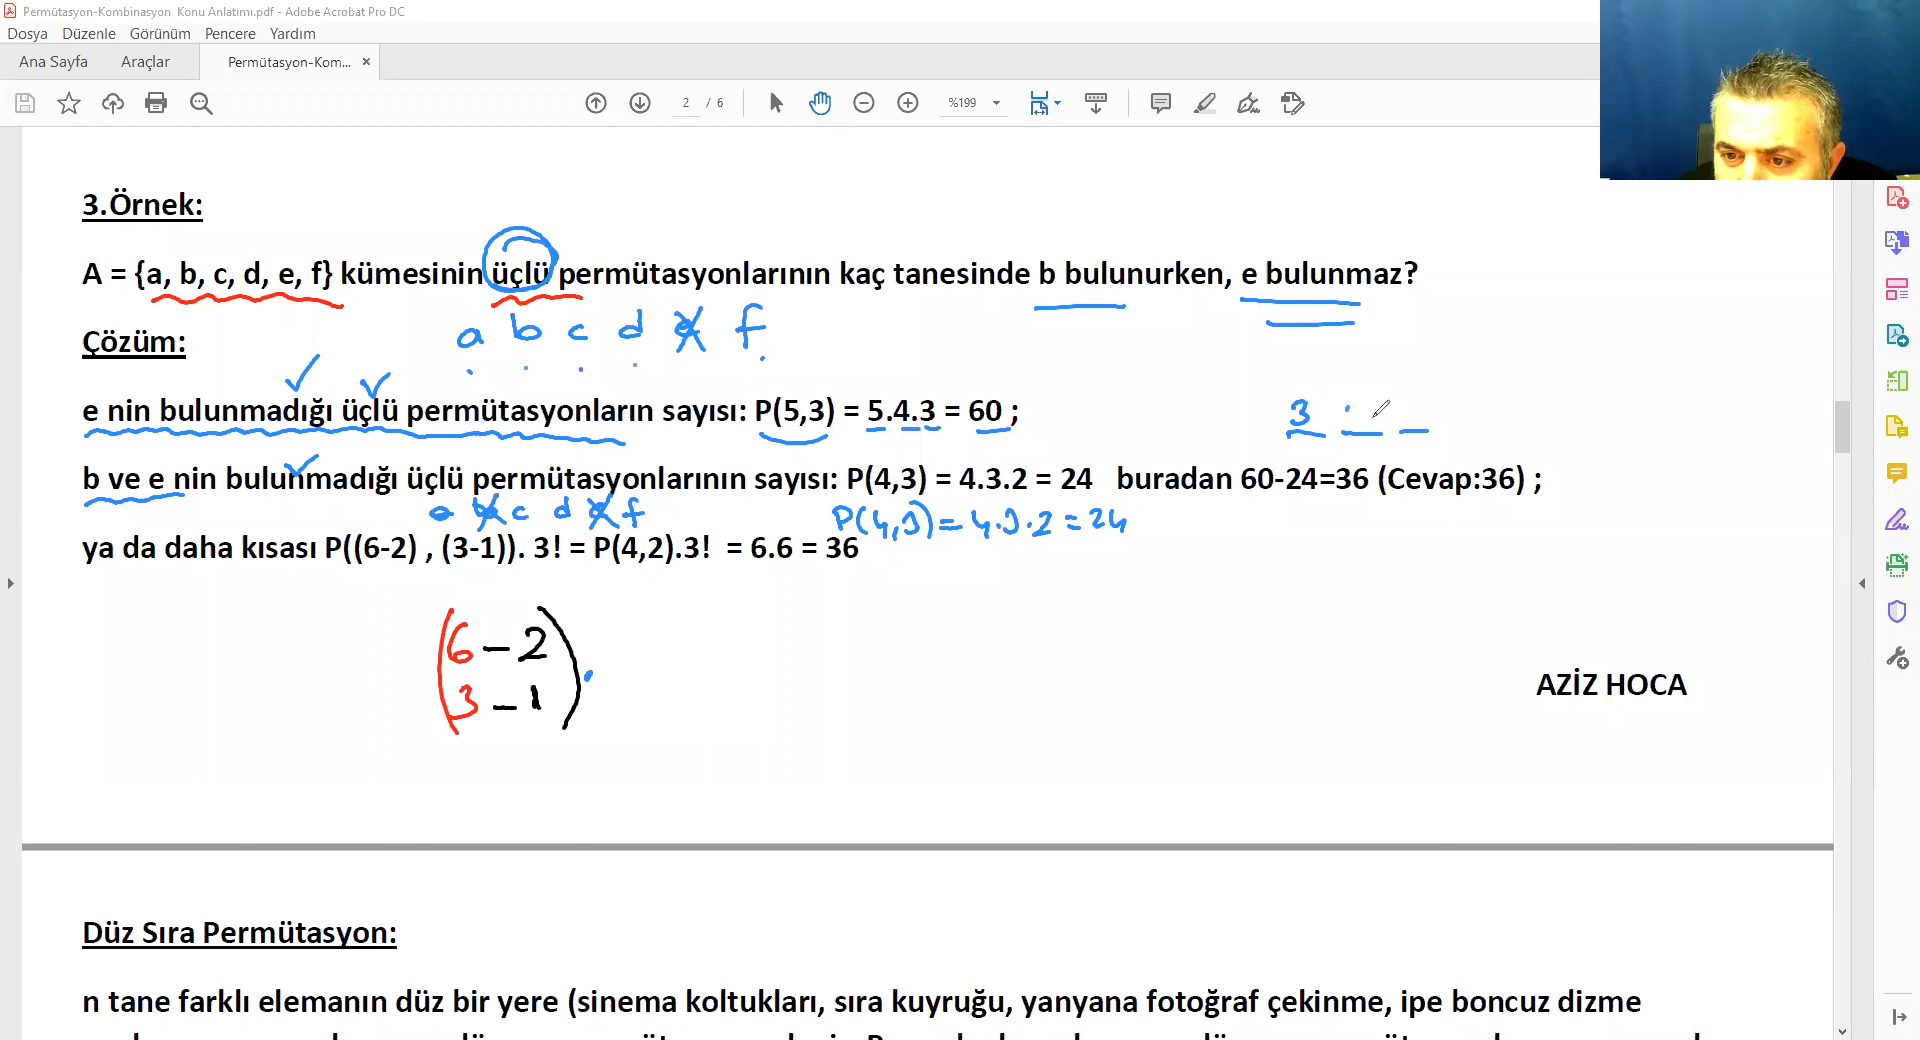 Permütasyon-Kombinasyon Konu Anlatımı.pdf - Adobe Acrobat Pro DC
Dosya Düzenle Görünüm Pencere Yardım
Ana Sayfa Araçlar Permütasyon-Kom... ×
2 / 6 %199
3.Örnek:
A = {a, b, c, d, e, f} kümesinin üçlü permütasyonlarının kaç tanesinde b bulunurken, e bulunmaz?
a b c d e f
Çözüm:
e nin bulunmadığı üçlü permütasyonların sayısı: P(5,3) = 5.4.3 = 60 ;
3 .
b ve e nin bulunmadığı üçlü permütasyonlarının sayısı: P(4,3) = 4.3.2 = 24 buradan 60-24=36 (Cevap:36) ;
a b c d e f P(4,3) = 4.3.2 = 24
ya da daha kısası P((6-2) , (3-1)). 3! = P(4,2).3! = 6.6 = 36
(6 - 2
3 - 1) .
AZİZ HOCA
Düz Sıra Permütasyon:
n tane farklı elemanın düz bir yere (sinema koltukları, sıra kuyruğu, yanyana fotoğraf çekinme, ipe boncuz dizme